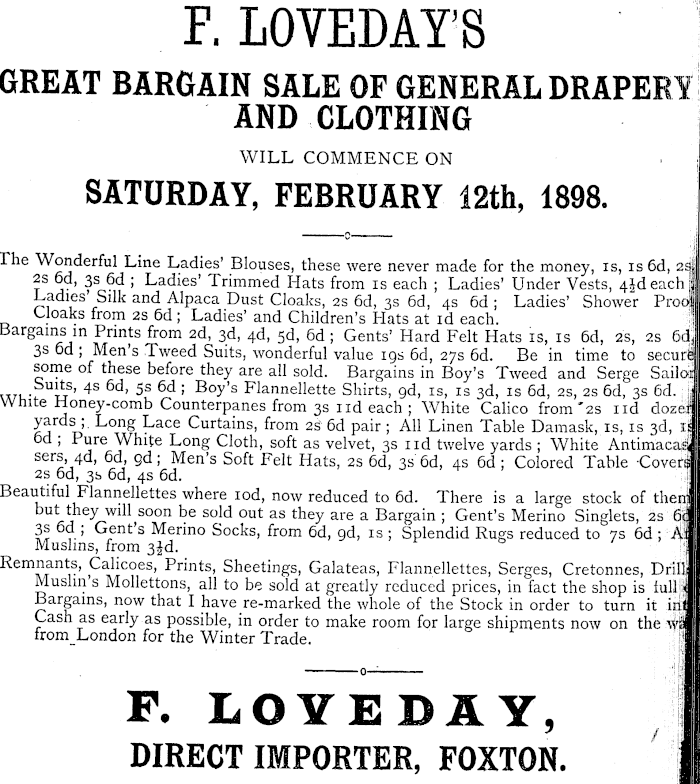 F. LOVEDAY'S
GREAT BARGAIN SALE OF GENERAL DRAPERY
AND CLOTHING
WILL COMMENCE ON
SATURDAY, FEBRUARY 12th, 1898.
The Wonderful Line Ladies' Blouses, these were never made for the money, 1s, 1s 6d, 2s,
2s 6d, 3s 6d ; Ladies' Trimmed Hats from 1s each ; Ladies' Under Vests, 4½d each ;
Ladies' Silk and Alpaca Dust Cloaks, 2s 6d, 3s 6d, 4s 6d ; Ladies' Shower Proof
Cloaks from 2s 6d ; Ladies' and Children's Hats at 1d each.
Bargains in Prints from 2d, 3d, 4d, 5d, 6d ; Gents' Hard Felt Hats 1s, 1s 6d, 2s, 2s 6d,
3s 6d ; Men's Tweed Suits, wonderful value 19s 6d, 27s 6d. Be in time to secure
some of these before they are all sold. Bargains in Boy's Tweed and Serge Sailor
Suits, 4s 6d, 5s 6d ; Boy's Flannellette Shirts, 9d, 1s, 1s 3d, 1s 6d, 2s, 2s 6d, 3s 6d.
White Honey-comb Counterpanes from 3s 11d each ; White Calico from 2s 11d dozen
yards ; Long Lace Curtains, from 2s 6d pair ; All Linen Table Damask, 1s, 1s 3d, 1s
6d ; Pure White Long Cloth, soft as velvet, 3s 11d twelve yards ; White Antimacas-
sers, 4d, 6d, 9d ; Men's Soft Felt Hats, 2s 6d, 3s 6d, 4s 6d ; Colored Table Covers
2s 6d, 3s 6d, 4s 6d.
Beautiful Flannellettes where 10d, now reduced to 6d. There is a large stock of them
but they will soon be sold out as they are a Bargain ; Gent's Merino Singlets, 2s 6d
3s 6d ; Gent's Merino Socks, from 6d, 9d, 1s ; Splendid Rugs reduced to 7s 6d ;
Muslins, from 3½d.
Remnants, Calicoes, Prints, Sheetings, Galateas, Flannellettes, Serges, Cretonnes, Drill
Muslin's Mollettons, all to be sold at greatly reduced prices, in fact the shop is full
Bargains, now that I have re-marked the whole of the Stock in order to turn it int
Cash as early as possible, in order to make room for large shipments now on the wa
from London for the Winter Trade.
F. LOVEDAY,
DIRECT IMPORTER, FOXTON.